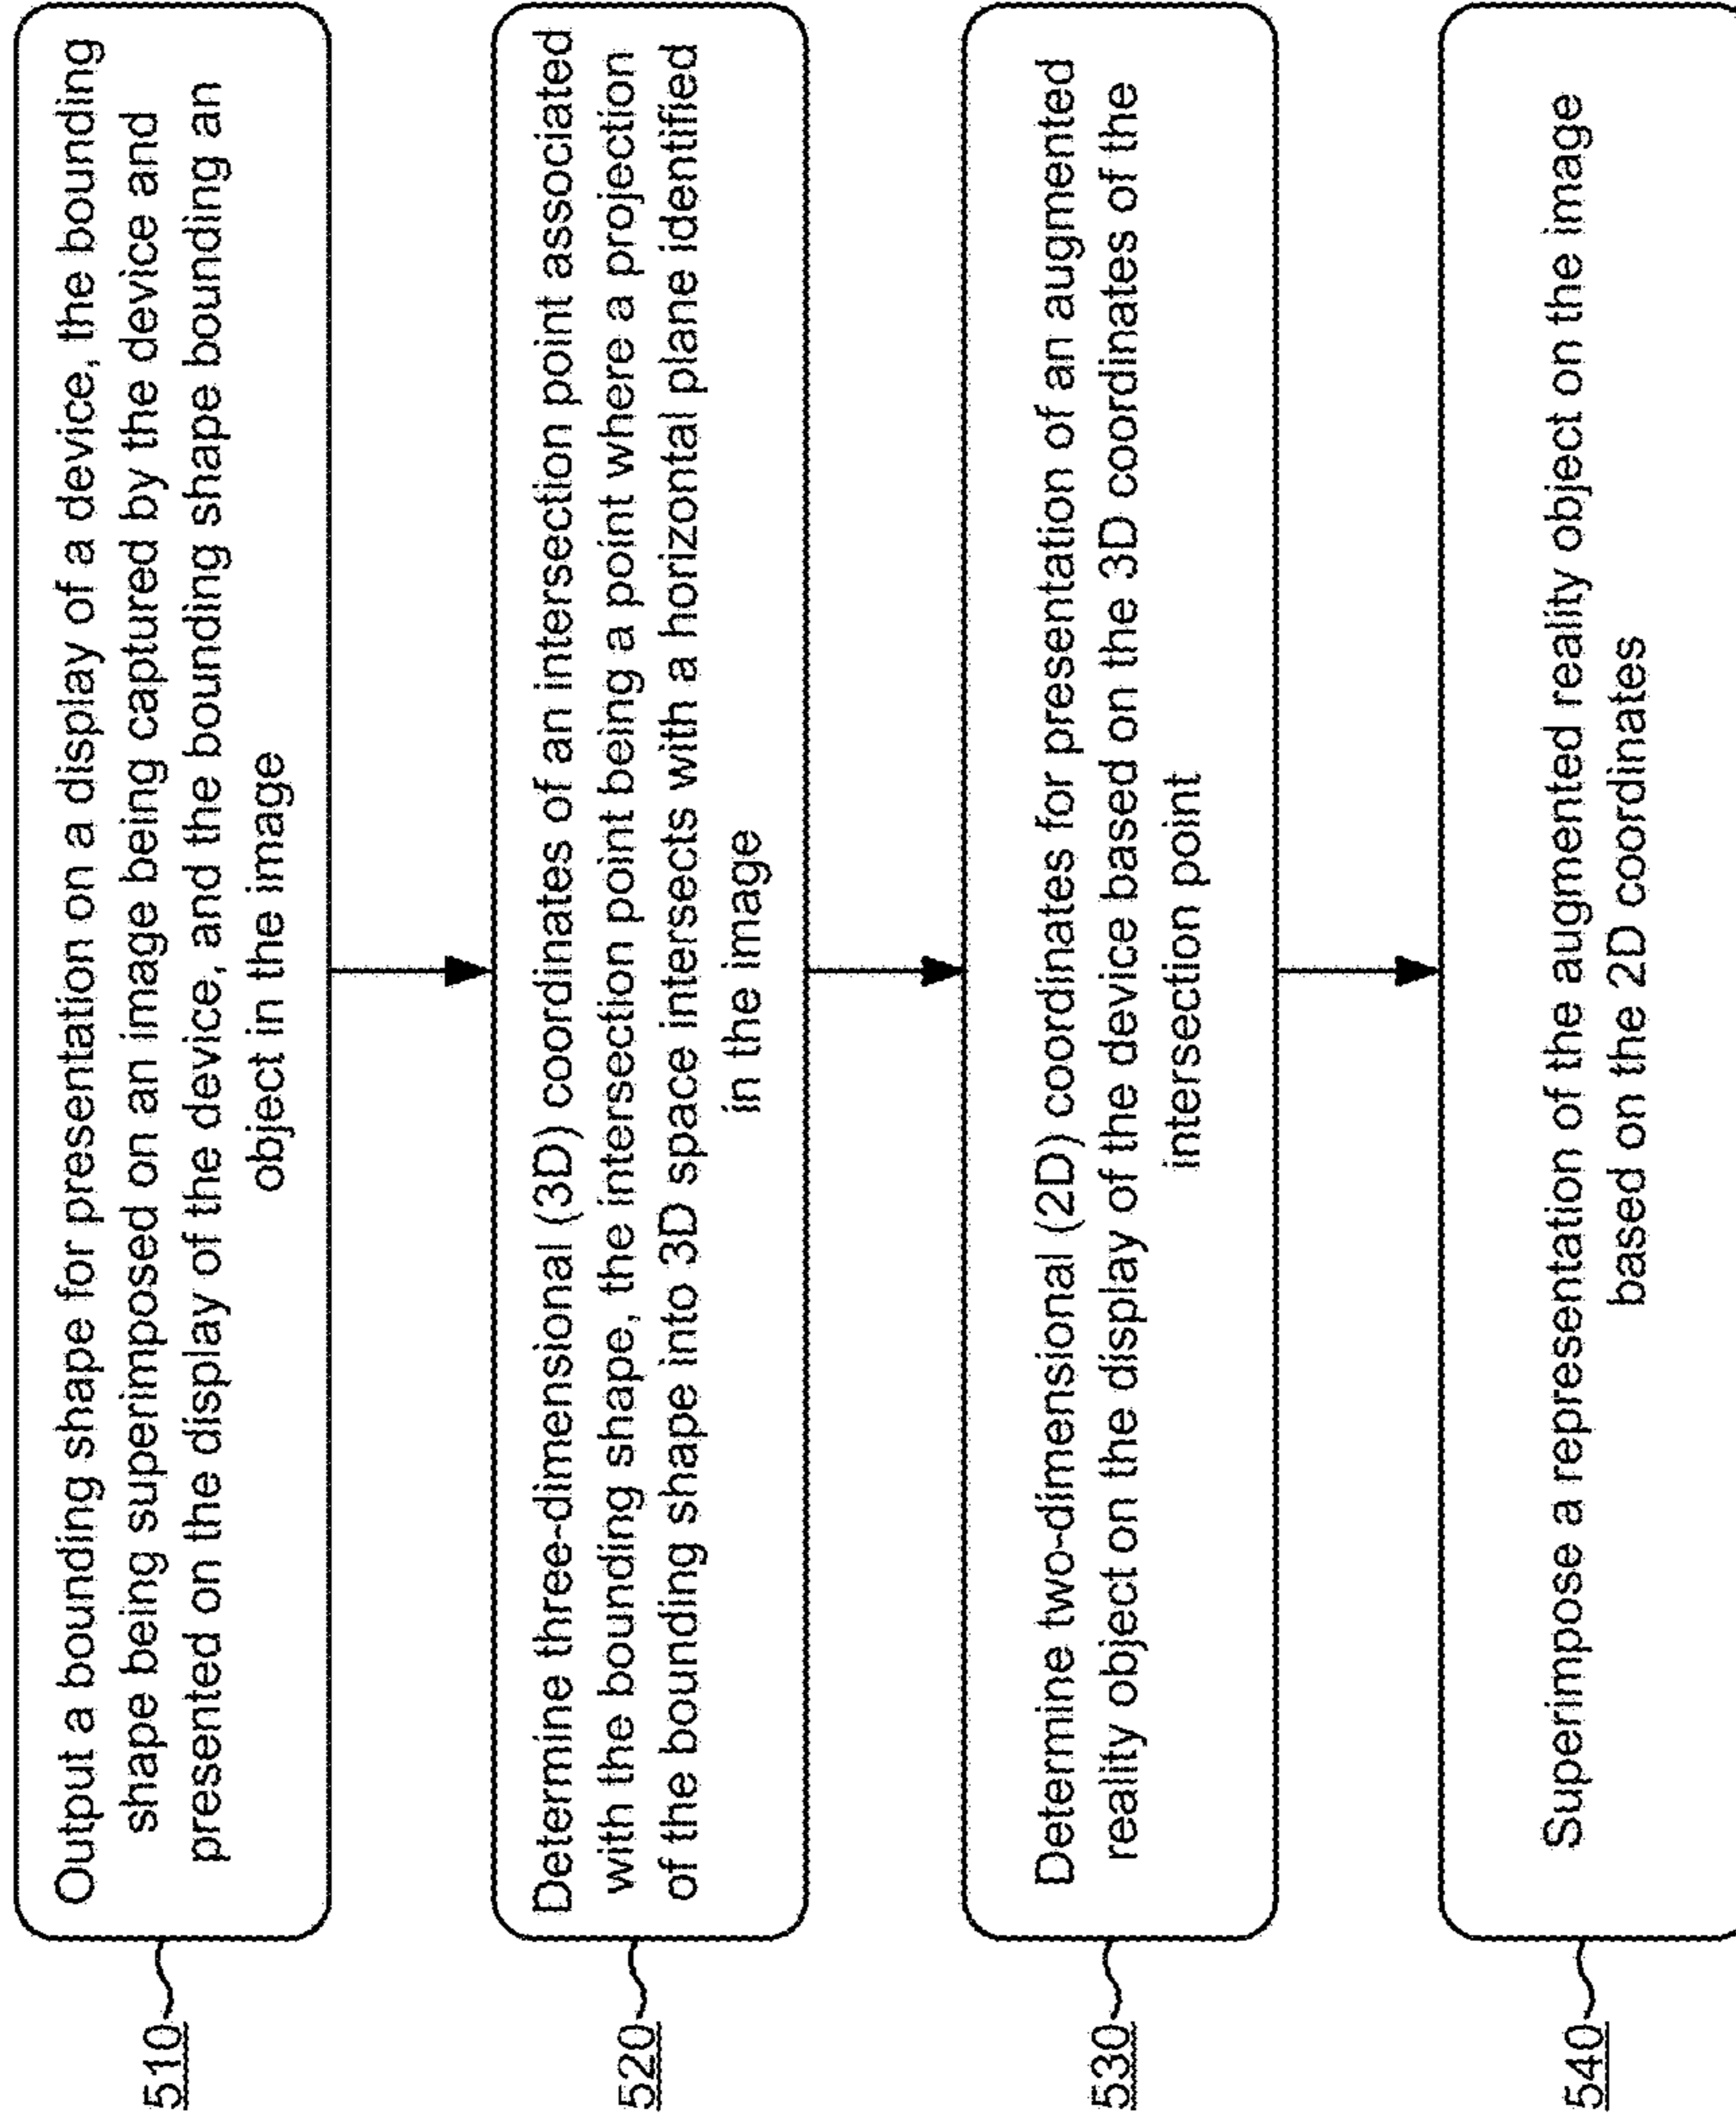 510
Output a bounding shape for presentation on a display of a device, the bounding
shape being superimposed on an image being captured by the device and
presented on the display of the device, and the bounding shape bounding an
object in the image
520
Determine three-dimensional (3D) coordinates of an intersection point associated
with the bounding shape, the intersection point being a point where a projection
of the bounding shape into 3D space intersects with a horizontal plane identified
in the image
530
Determine two-dimensional (2D) coordinates for presentation of an augmented
reality object on the display of the device based on the 3D coordinates of the
intersection point
540
Superimpose a representation of the augmented reality object on the image
based on the 2D coordinates